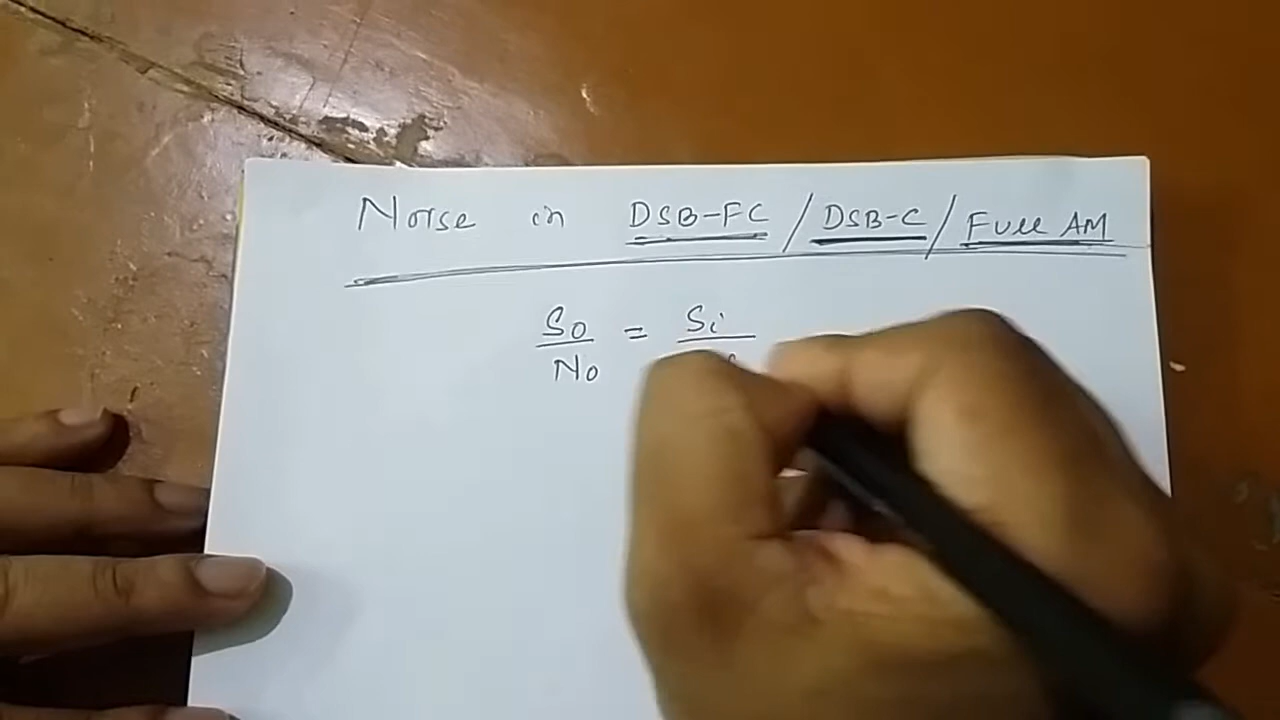 Noise in DSB-FC / DSB-C / Full AM
So = Si
No